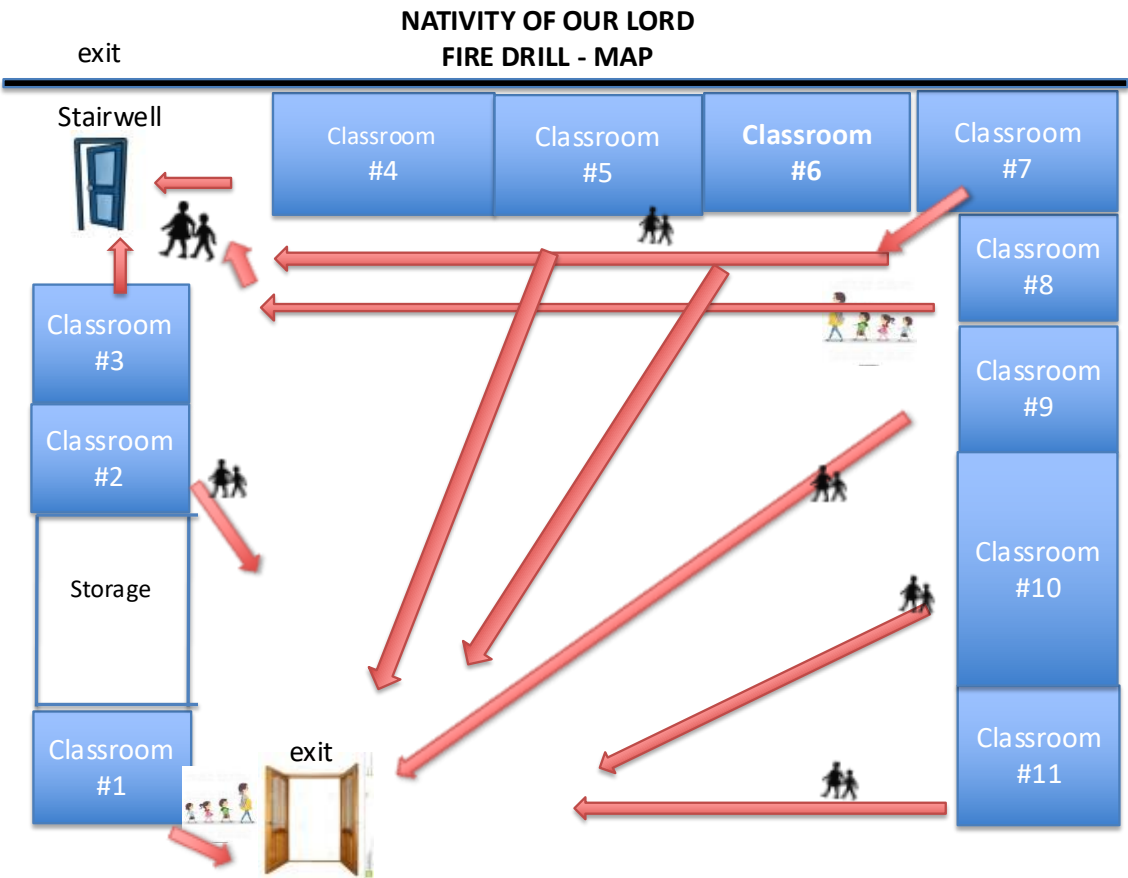 NATIVITY OF OUR LORD
FIRE DRILL - MAP
exit
Stairwell
Classroom
#4
Classroom
#5
Classroom
#6
Classroom
#7
Classroom
#8
Classroom
#3
Classroom
#9
Classroom
#2
Classroom
#10
Storage
Classroom
#11
Classroom
#1
exit